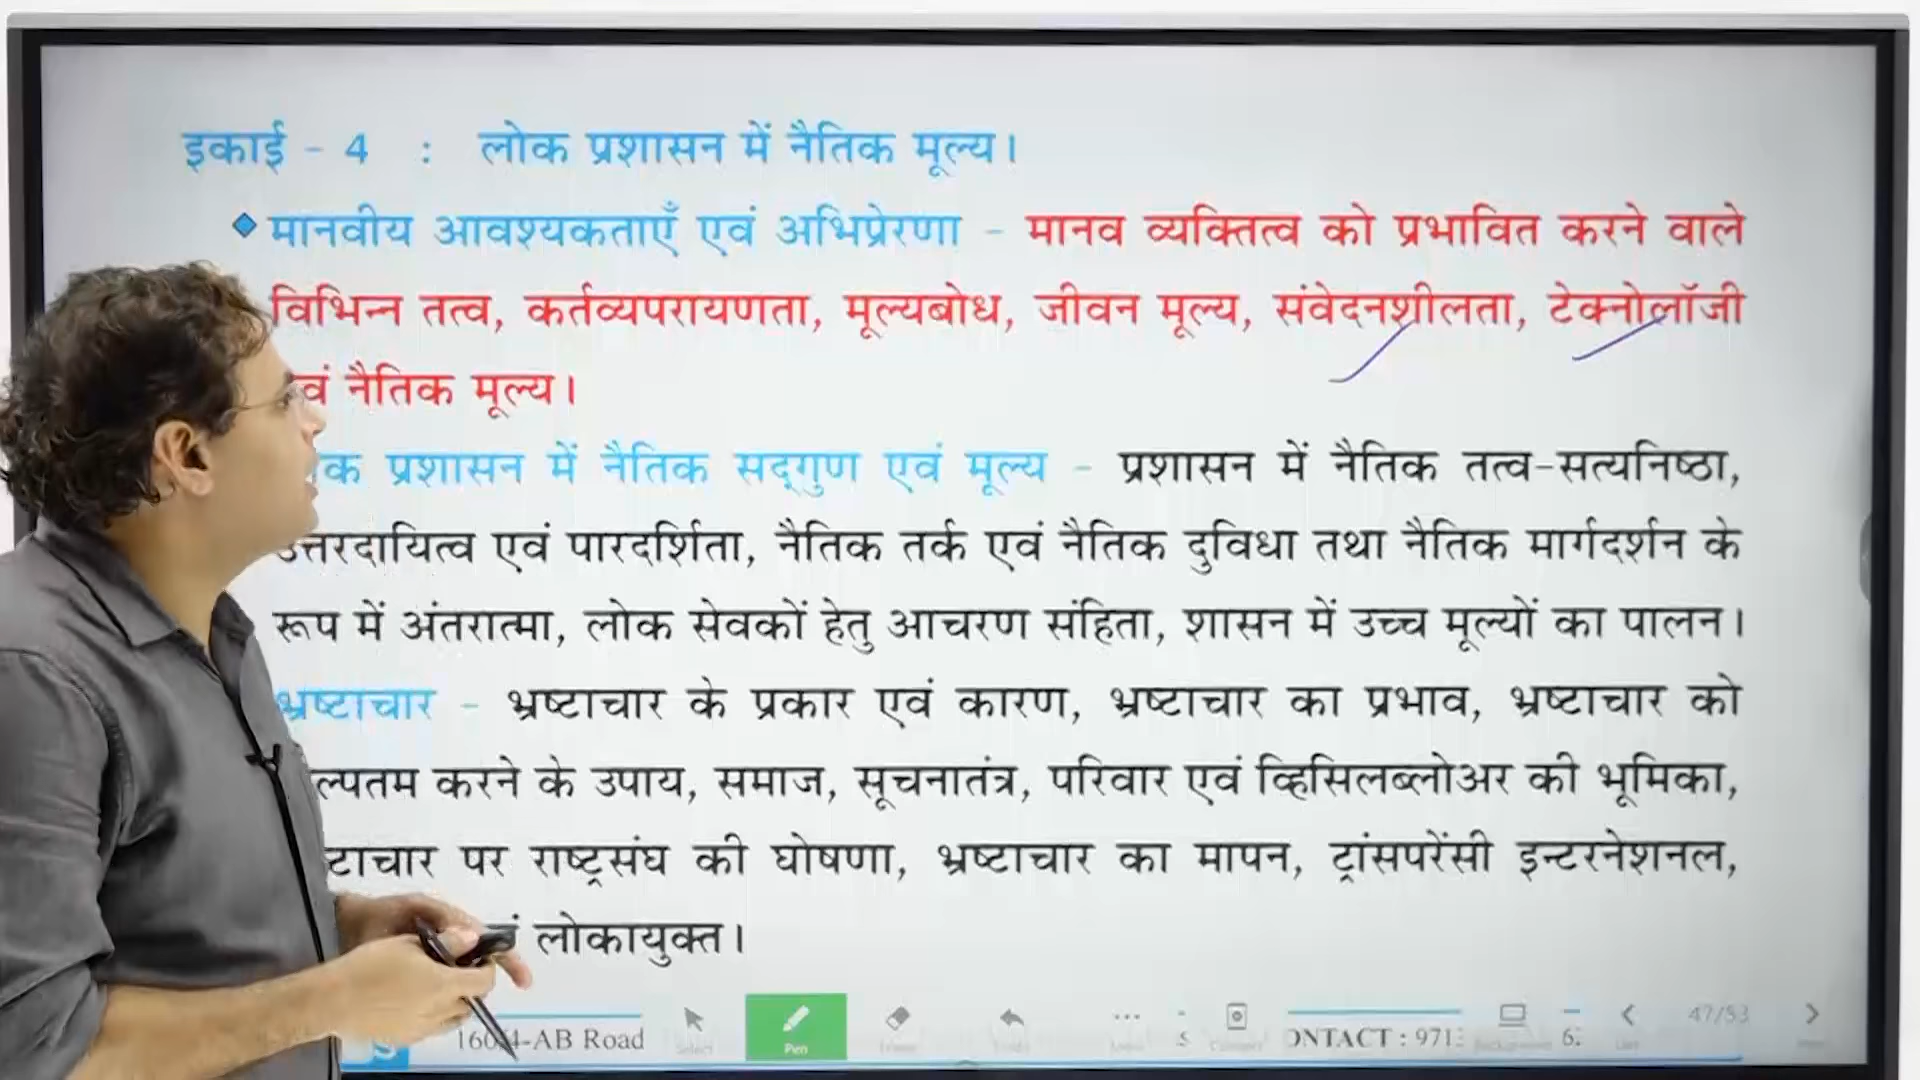 इकाई - 4 : लोक प्रशासन में नैतिक मूल्य।
मानवीय आवश्यकताएँ एवं अभिप्रेरणा - मानव व्यक्तित्व को प्रभावित करने वाले
विभिन्न तत्व, कर्तव्यपरायणता, मूल्यबोध, जीवन मूल्य, संवेदनशीलता, टेक्नोलॉजी
वं नैतिक मूल्य।
क प्रशासन में नैतिक सद्‌गुण एवं मूल्य - प्रशासन में नैतिक तत्व-सत्यनिष्ठा,
उत्तरदायित्व एवं पारदर्शिता, नैतिक तर्क एवं नैतिक दुविधा तथा नैतिक मार्गदर्शन के
रूप में अंतरात्मा, लोक सेवकों हेतु आचरण संहिता, शासन में उच्च मूल्यों का पालन।
भ्रष्टाचार - भ्रष्टाचार के प्रकार एवं कारण, भ्रष्टाचार का प्रभाव, भ्रष्टाचार को
ल्पतम करने के उपाय, समाज, सूचनातंत्र, परिवार एवं व्हिसिलब्लोअर की भूमिका,
टाचार पर राष्ट्रसंघ की घोषणा, भ्रष्टाचार का मापन, ट्रांसपरेंसी इन्टरनेशनल,
लोकायुक्त।
-AB Road Select Pen ONTACT : 971 47/53